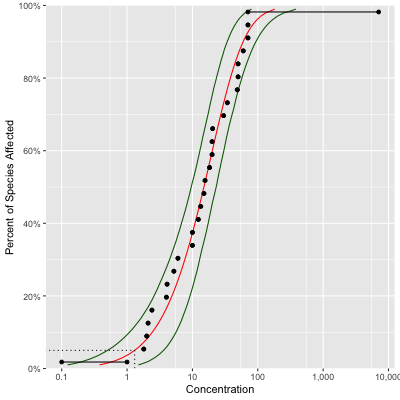 Percent of Species Affected
100%
80%
60%
40%
20%
0%
0.1 1 10 100 1,000 10,000
Concentration